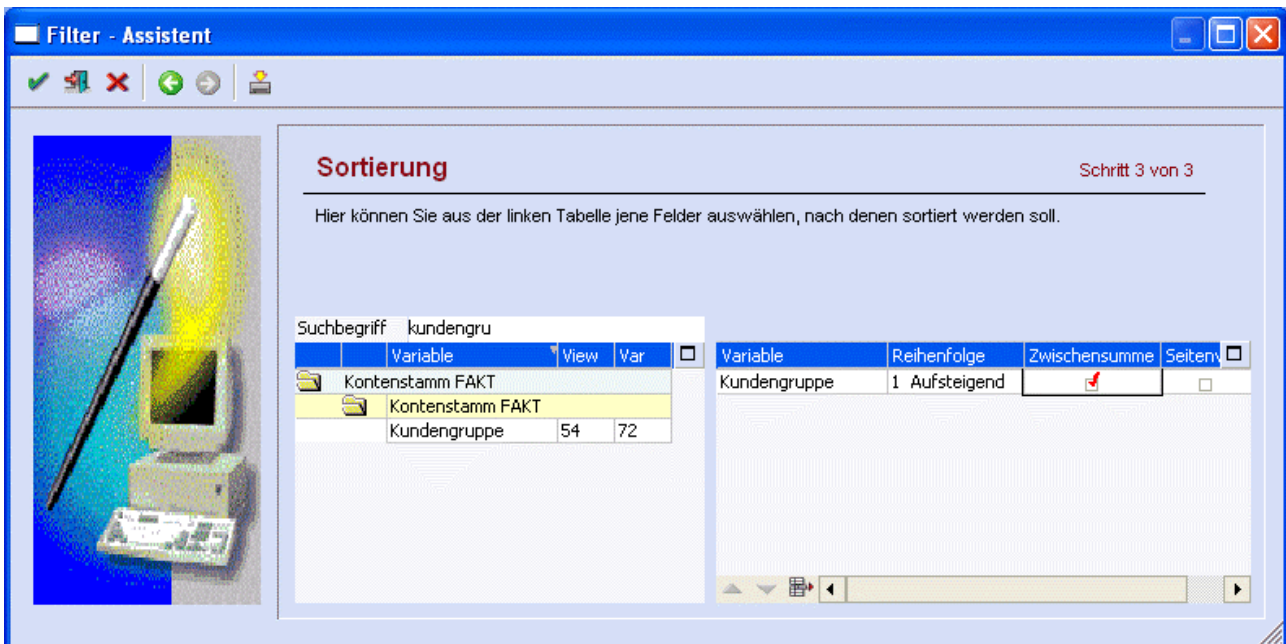 Filter - Assistent
Sortierung
Schritt 3 von 3
Hier können Sie aus der linken Tabelle jene Felder auswählen, nach denen sortiert werden soll.
Suchbegriff kundengru
Variable View Var
Kontenstamm FAKT
Kontenstamm FAKT
Kundengruppe 54 72
Variable Reihenfolge Zwischensumme Seitenv
Kundengruppe 1 Aufsteigend